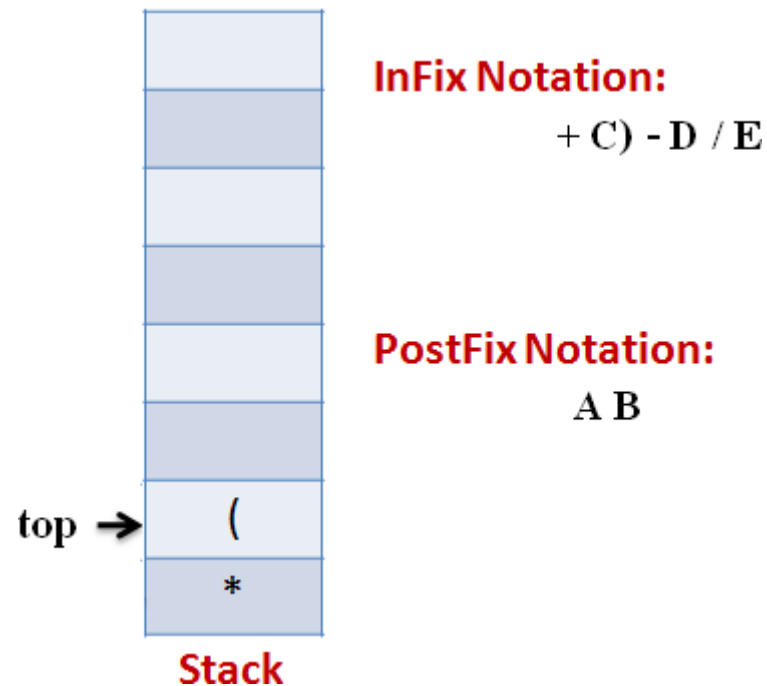 InFix Notation:
+ C) - D / E
PostFix Notation:
A B
top → (
*
Stack